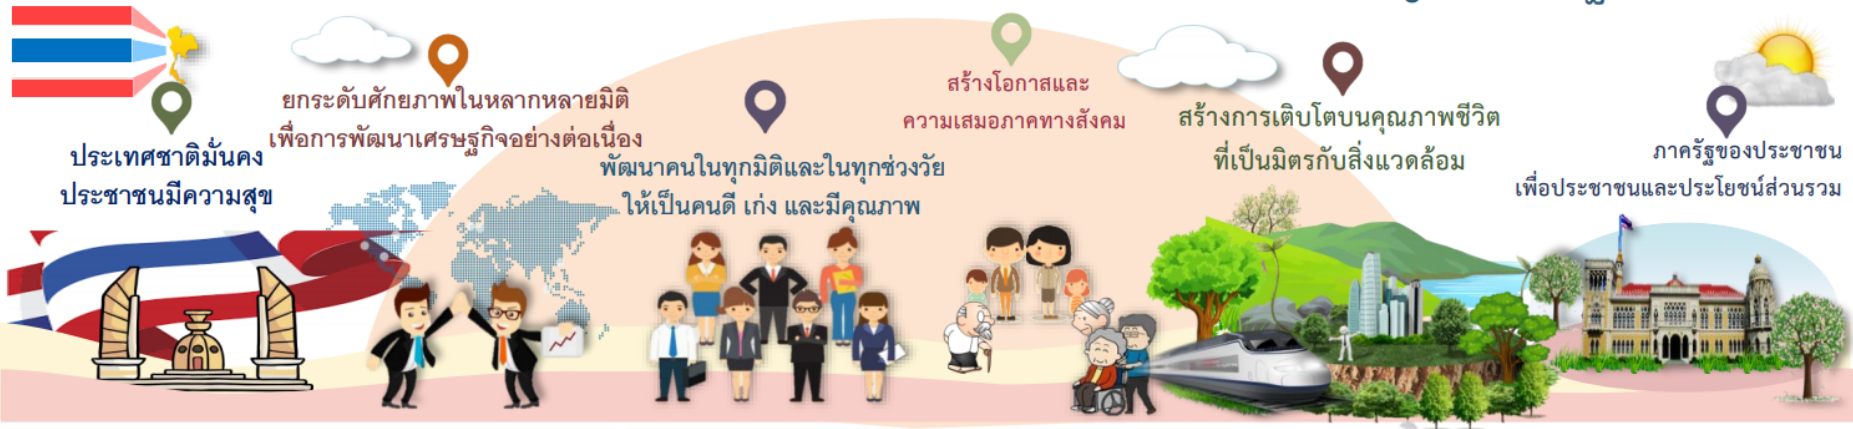 ประเทศชาติมั่นคง
ประชาชนมีความสุข
ยกระดับศักยภาพในหลากหลายมิติ
เพื่อการพัฒนาเศรษฐกิจอย่างต่อเนื่อง
พัฒนาคนในทุกมิติและในทุกช่วงวัย
ให้เป็นคนดี เก่ง และมีคุณภาพ
สร้างโอกาสและ
ความเสมอภาคทางสังคม
สร้างการเติบโตบนคุณภาพชีวิต
ที่เป็นมิตรกับสิ่งแวดล้อม
ภาครัฐของประชาชน
เพื่อประชาชนและประโยชน์ส่วนรวม